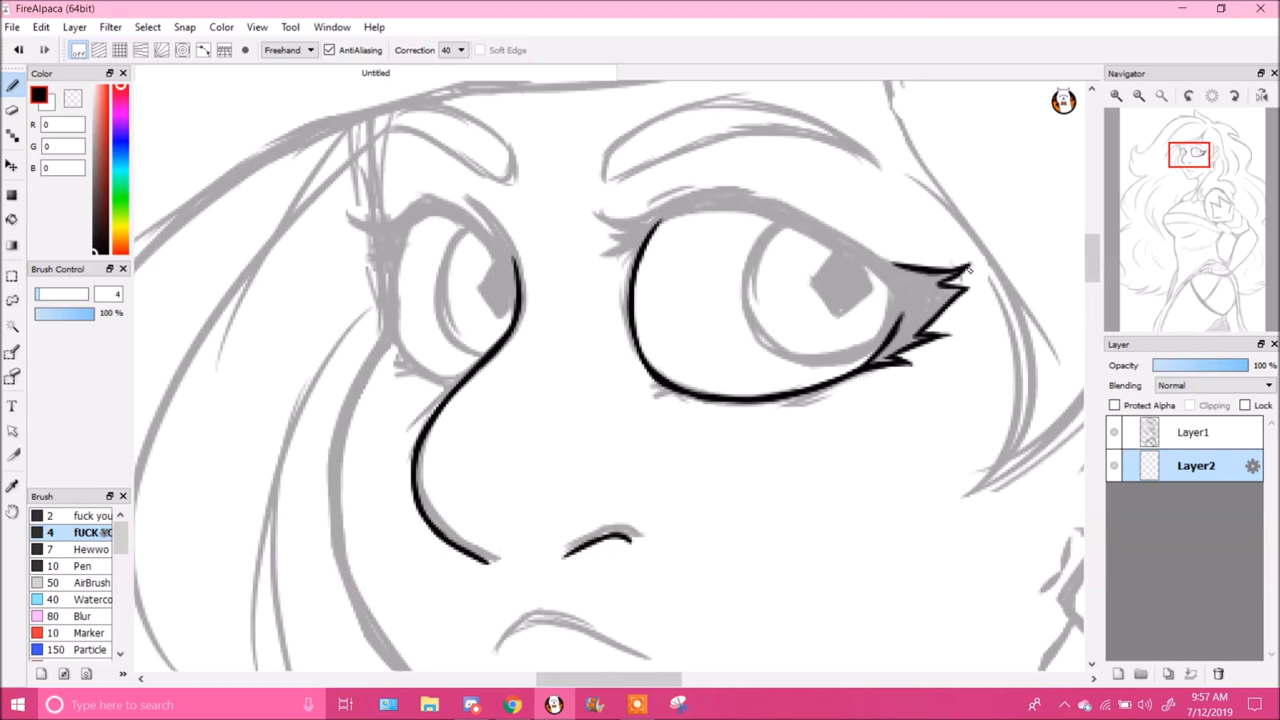 FireAlpaca (64bit)
File Edit Layer Filter Select Snap Color View Tool Window Help
off Freehand AntiAliasing Correction 40 Soft Edge
Color
Untitled
Navigator
R 0
G 0
B 0
Brush Control
4
100 %
Layer
Opacity 100 %
Blending Normal
Protect Alpha Clipping Lock
Layer1
Layer2
Brush
2 fuck you
4 fUCK
7 Hewwo
10 Pen
50 AirBrush
40 Waterco
80 Blur
10 Marker
150 Particle
Type here to search
9:57 AM
7/12/2019